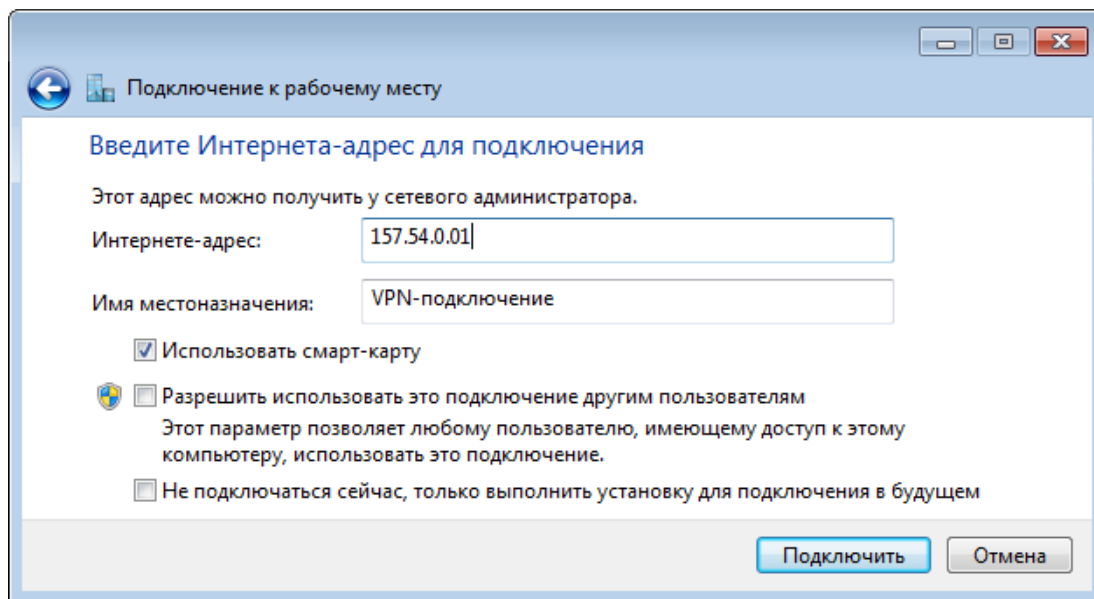 Подключение к рабочему месту
Введите Интернета-адрес для подключения
Этот адрес можно получить у сетевого администратора.
Интернете-адрес: 157.54.0.01
Имя местоназначения: VPN-подключение
Использовать смарт-карту
Разрешить использовать это подключение другим пользователям
Этот параметр позволяет любому пользователю, имеющему доступ к этому
компьютеру, использовать это подключение.
Не подключаться сейчас, только выполнить установку для подключения в будущем
Подключить Отмена